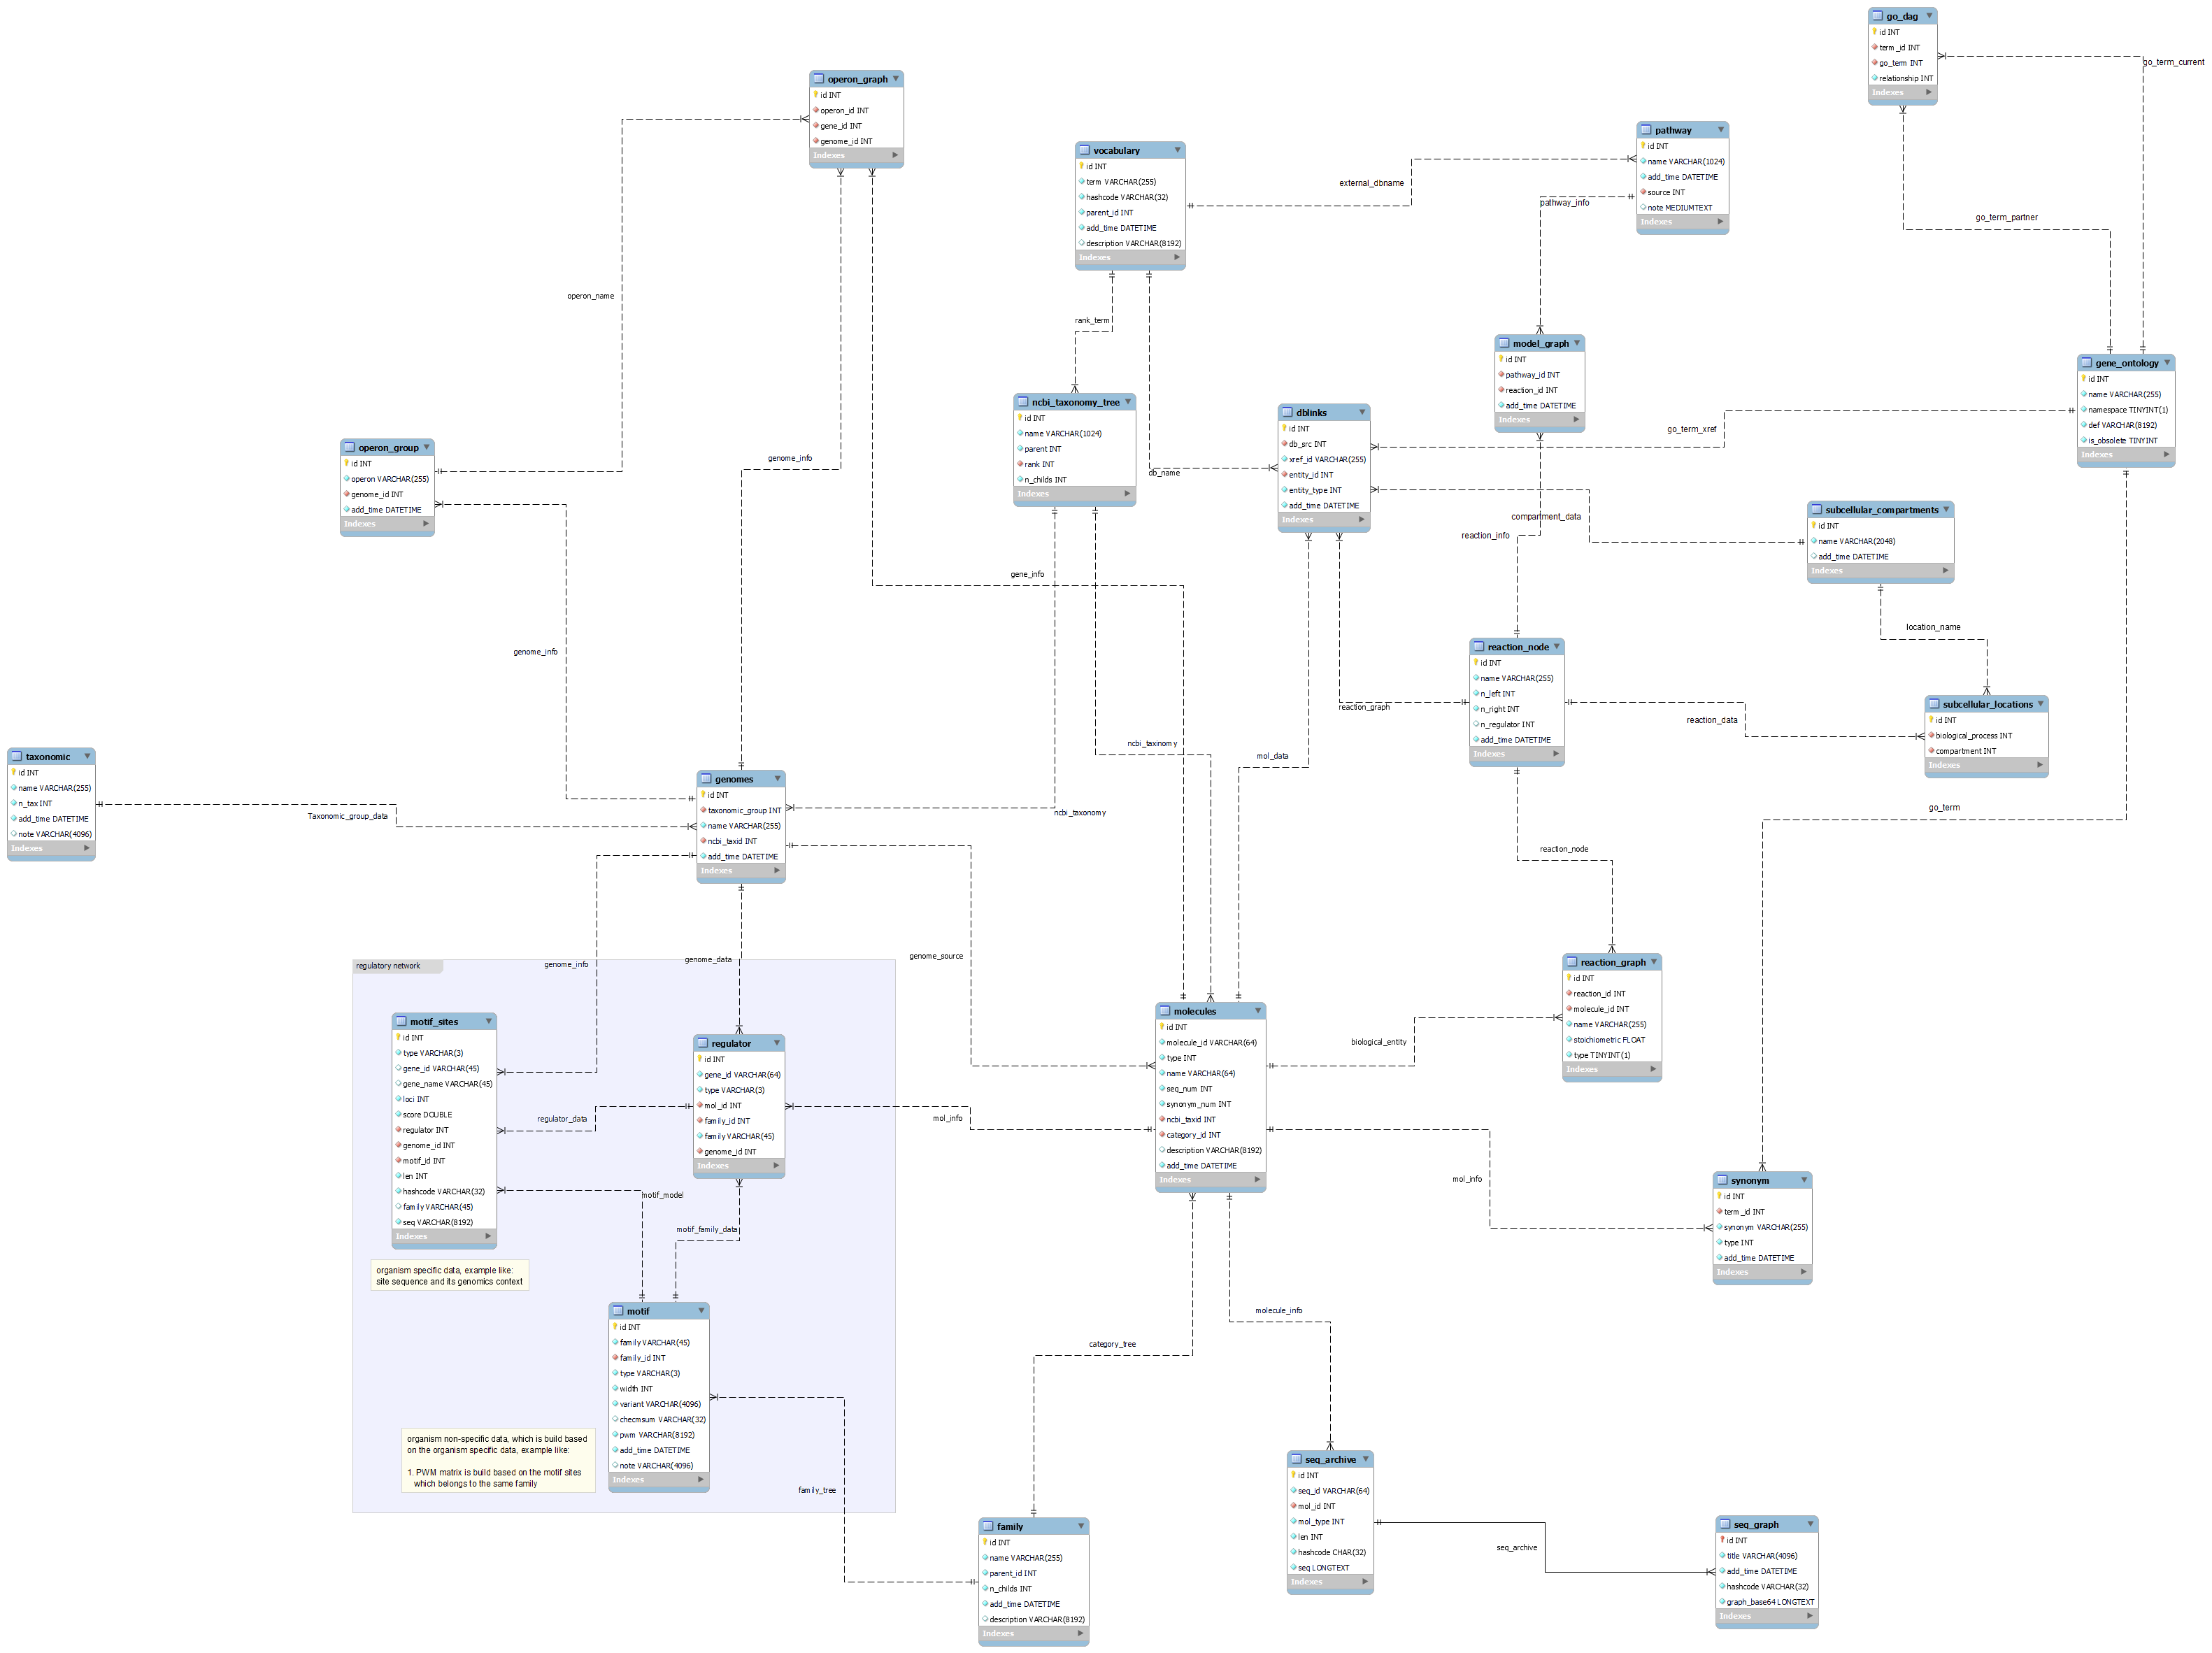 go_dag
id INT
term_id INT
go_term INT
relationship INT
Indexes
go_term_current
operon_graph
id INT
operon_id INT
gene_id INT
genome_id INT
Indexes
pathway
id INT
name VARCHAR(1024)
add_time DATETIME
source INT
note MEDIUMTEXT
Indexes
vocabulary
id INT
term VARCHAR(255)
hashcode VARCHAR(32)
parent_id INT
add_time DATETIME
description VARCHAR(8192)
Indexes
external_dbname
pathway_info
go_term_partner
operon_name
rank_term
model_graph
id INT
pathway_id INT
reaction_id INT
add_time DATETIME
Indexes
gene_ontology
id INT
name VARCHAR(255)
namespace TINYINT(1)
def VARCHAR(8192)
is_obsolete TINYINT
Indexes
ncbi_taxonomy_tree
id INT
name VARCHAR(1024)
parent INT
rank INT
n_childs INT
Indexes
dblinks
id INT
db_src INT
xref_id VARCHAR(255)
entity_id INT
entity_type INT
add_time DATETIME
Indexes
go_term_xref
operon_group
id INT
operon VARCHAR(255)
genome_id INT
add_time DATETIME
Indexes
genome_info
db_name
compartment_data
reaction_info
subcellular_compartments
id INT
name VARCHAR(2048)
add_time DATETIME
Indexes
gene_info
location_name
genome_info
reaction_node
id INT
name VARCHAR(255)
n_left INT
n_right INT
n_regulator INT
add_time DATETIME
Indexes
reaction_graph
reaction_data
subcellular_locations
id INT
biological_process INT
compartment INT
Indexes
ncbi_taxinomy
mol_data
taxonomic
id INT
name VARCHAR(255)
n_tax INT
add_time DATETIME
note VARCHAR(4096)
Indexes
Taxonomic_group_data
genomes
id INT
taxonomic_group INT
name VARCHAR(255)
ncbi_taxid INT
add_time DATETIME
Indexes
ncbi_taxonomy
go_term
reaction_node
genome_info
genome_data
genome_source
regulatory network
reaction_graph
id INT
reaction_id INT
molecule_id INT
name VARCHAR(255)
stoichiometric FLOAT
type TINYINT(1)
Indexes
motif_sites
id INT
type VARCHAR(3)
gene_id VARCHAR(45)
gene_name VARCHAR(45)
loci INT
score DOUBLE
regulator INT
genome_id INT
motif_id INT
len INT
hashcode VARCHAR(32)
family VARCHAR(45)
seq VARCHAR(8192)
Indexes
regulator
id INT
gene_id VARCHAR(64)
type VARCHAR(3)
mol_id INT
family_id INT
family VARCHAR(45)
genome_id INT
Indexes
molecules
id INT
molecule_id VARCHAR(64)
type INT
name VARCHAR(64)
seq_num INT
synonym_num INT
ncbi_taxid INT
category_id INT
description VARCHAR(8192)
add_time DATETIME
Indexes
biological_entity
regulator_data
mol_info
mol_info
motif_model
motif_family_data
synonym
id INT
term_id INT
synonym VARCHAR(255)
type INT
add_time DATETIME
Indexes
organism specific data, example like:
site sequence and its genomics context
motif
id INT
family VARCHAR(45)
family_id INT
type VARCHAR(3)
width INT
variant VARCHAR(4096)
checmsum VARCHAR(32)
pwm VARCHAR(8192)
add_time DATETIME
note VARCHAR(4096)
Indexes
molecule_info
category_tree
organism non-specific data, which is build based
on the organism specific data, example like:
1. PWM matrix is build based on the motif sites
which belongs to the same family
family_tree
seq_archive
id INT
seq_id VARCHAR(64)
mol_id INT
mol_type INT
len INT
hashcode CHAR(32)
seq LONGTEXT
Indexes
seq_archive
family
id INT
name VARCHAR(255)
parent_id INT
n_childs INT
add_time DATETIME
description VARCHAR(8192)
Indexes
seq_graph
id INT
title VARCHAR(4096)
add_time DATETIME
hashcode VARCHAR(32)
graph_base64 LONGTEXT
Indexes